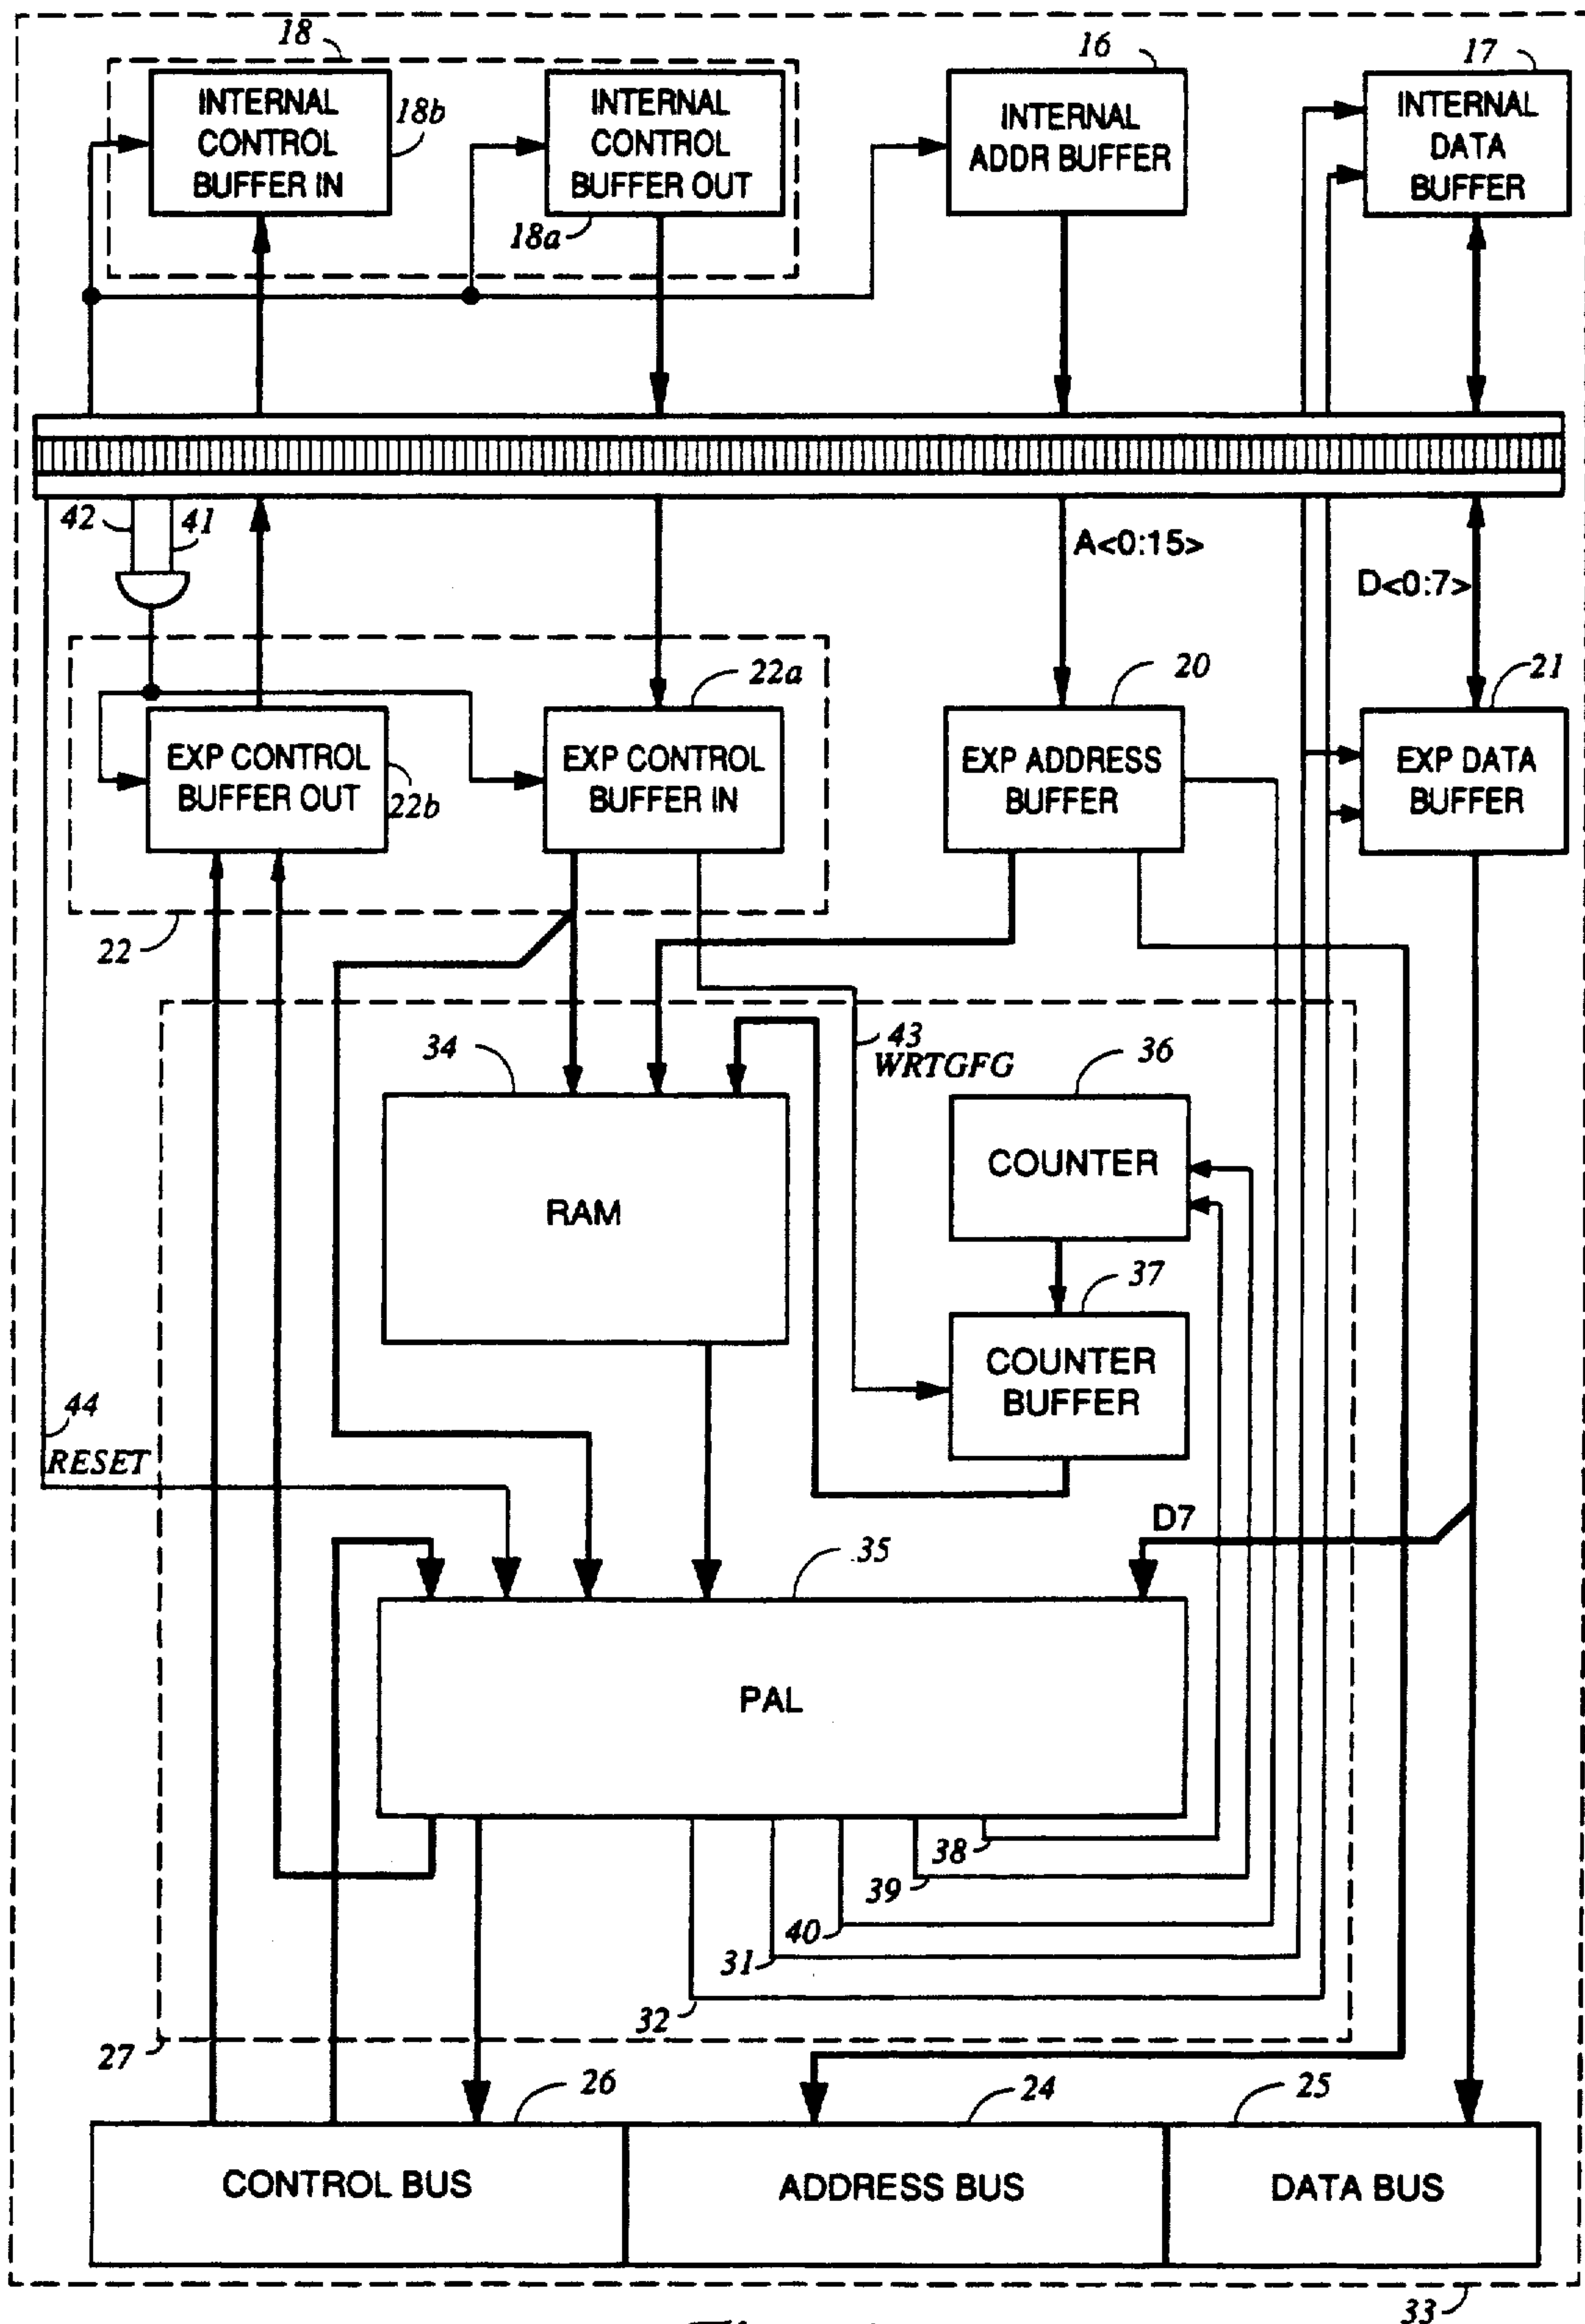 18
16
17
INTERNAL
CONTROL
BUFFER IN
18b
INTERNAL
CONTROL
BUFFER OUT
18a
INTERNAL
ADDR BUFFER
INTERNAL
DATA
BUFFER
42
41
A<0:15>
D<0:7>
22a
20
21
EXP CONTROL
BUFFER OUT
22b
EXP CONTROL
BUFFER IN
EXP ADDRESS
BUFFER
EXP DATA
BUFFER
22
34
43
WRTGFG
36
RAM
COUNTER
37
COUNTER
BUFFER
44
RESET
D7
35
PAL
38
39
40
31
32
27
26
24
25
CONTROL BUS
ADDRESS BUS
DATA BUS
33